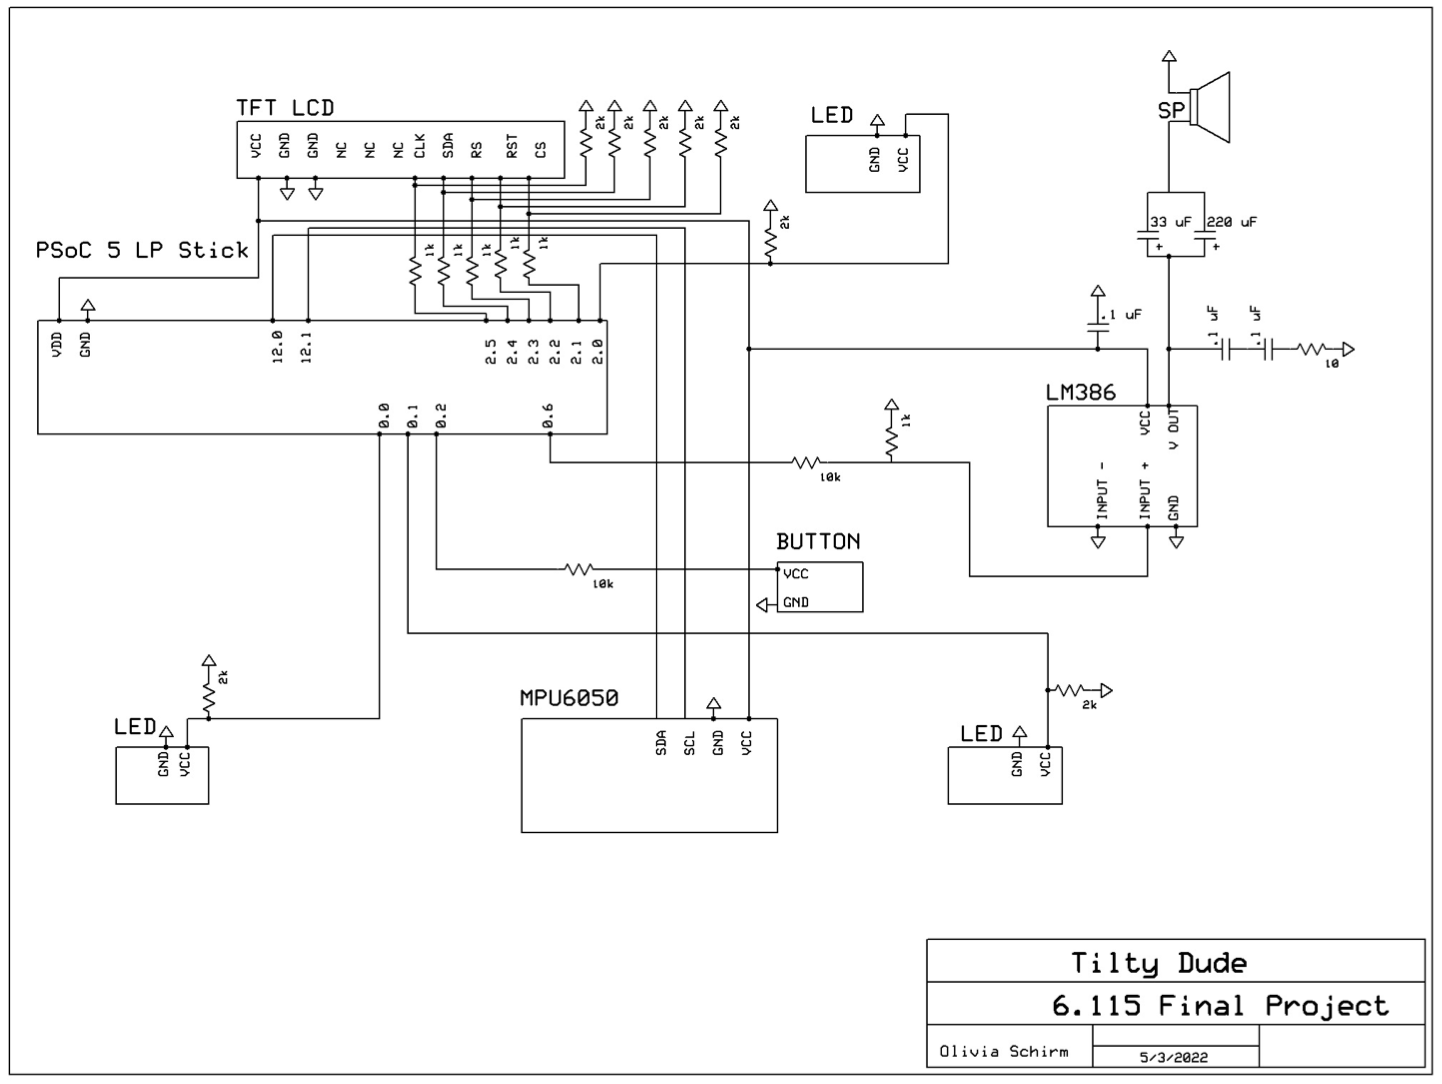 TFT LCD
VCC GND GND NC NC NC CLK SDA RS RST CS
2k 2k 2k 2k 2k
LED
GND VCC
2k
SP
33 uF 220 uF
+ +
PSoC 5 LP Stick
1k 1k 1k 1k 1k
VDD GND 12.0 12.1 2.5 2.4 2.3 2.2 2.1 2.0
0.0 0.1 0.2 0.6
.1 uF
.1 uF .1 uF
10
LM386
VCC V OUT
INPUT - INPUT + GND
1k
10k
BUTTON
VCC
GND
10k
2k
LED
GND VCC
MPU6050
SDA SCL GND VCC
2k
LED
GND VCC
Tilty Dude
6.115 Final Project
Olivia Schirm
5/3/2022